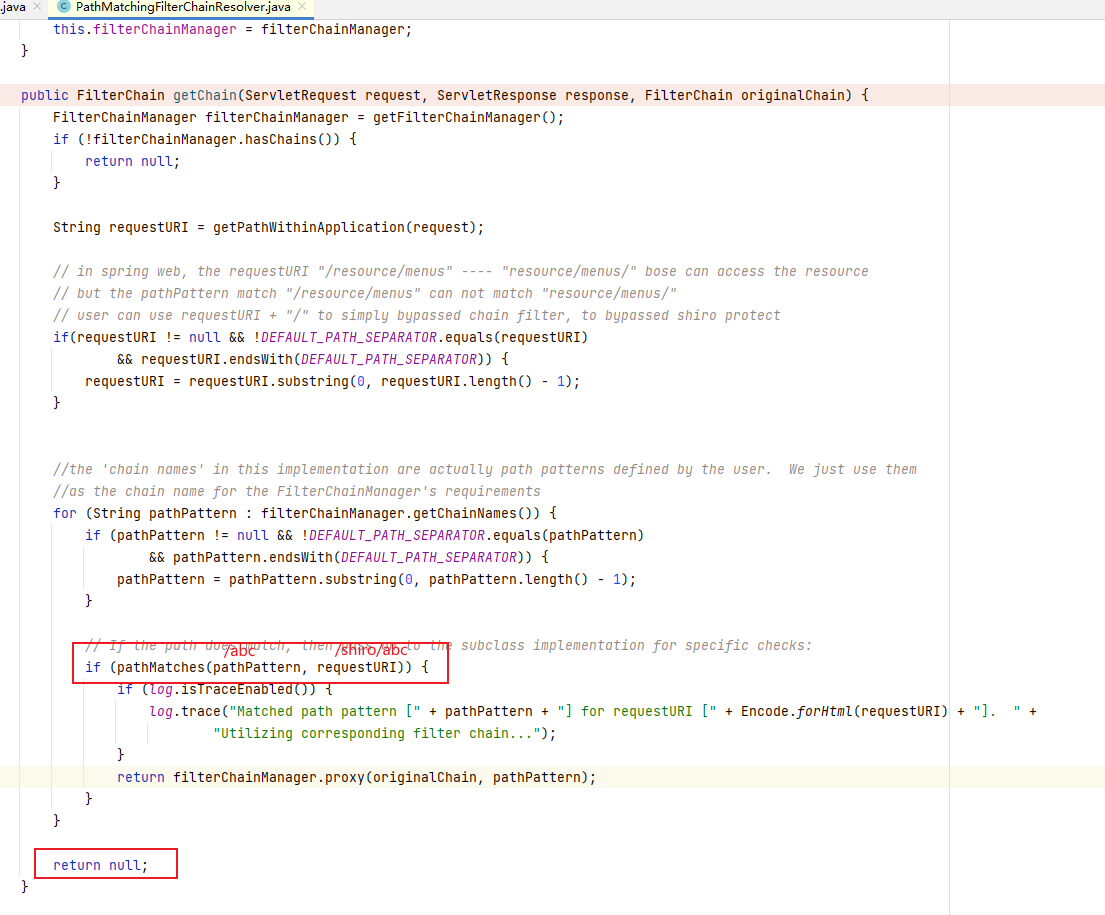 .java × PathMatchingFilterChainResolver.java ×
this.filterChainManager = filterChainManager;
}
public FilterChain getChain(ServletRequest request, ServletResponse response, FilterChain originalChain) {
FilterChainManager filterChainManager = getFilterChainManager();
if (!filterChainManager.hasChains()) {
return null;
}
String requestURI = getPathWithinApplication(request);
// in spring web, the requestURI "/resource/menus" ---- "resource/menus/" bose can access the resource
// but the pathPattern match "/resource/menus" can not match "resource/menus/"
// user can use requestURI + "/" to simply bypassed chain filter, to bypassed shiro protect
if(requestURI != null && !DEFAULT_PATH_SEPARATOR.equals(requestURI)
&& requestURI.endsWith(DEFAULT_PATH_SEPARATOR)) {
requestURI = requestURI.substring(0, requestURI.length() - 1);
}
//the 'chain names' in this implementation are actually path patterns defined by the user.  We just use them
//as the chain name for the FilterChainManager's requirements
for (String pathPattern : filterChainManager.getChainNames()) {
if (pathPattern != null && !DEFAULT_PATH_SEPARATOR.equals(pathPattern)
&& pathPattern.endsWith(DEFAULT_PATH_SEPARATOR)) {
pathPattern = pathPattern.substring(0, pathPattern.length() - 1);
}
// If the path does match, then pass on to the subclass implementation for specific checks:
/abc /shiro/abc
if (pathMatches(pathPattern, requestURI)) {
if (log.isTraceEnabled()) {
log.trace("Matched path pattern [" + pathPattern + "] for requestURI [" + Encode.forHtml(requestURI) + "].  " +
"Utilizing corresponding filter chain...");
}
return filterChainManager.proxy(originalChain, pathPattern);
}
}
return null;
}